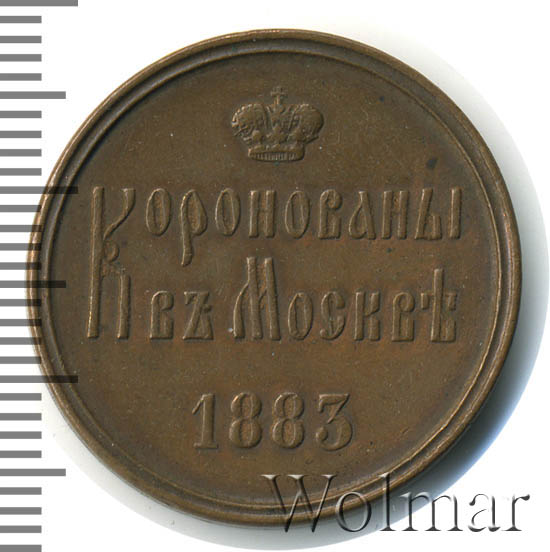 Коронованы
въ Москвѣ
1883
Wolmar